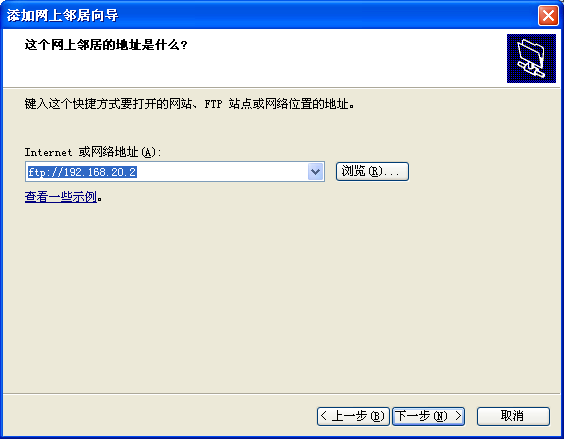 添加网上邻居向导
这个网上邻居的地址是什么?
键入这个快捷方式要打开的网站、FTP 站点或网络位置的地址。
Internet 或网络地址(A):
ftp://192.168.20.2
浏览(R)...
查看一些示例。
< 上一步(B) 下一步(N) > 取消